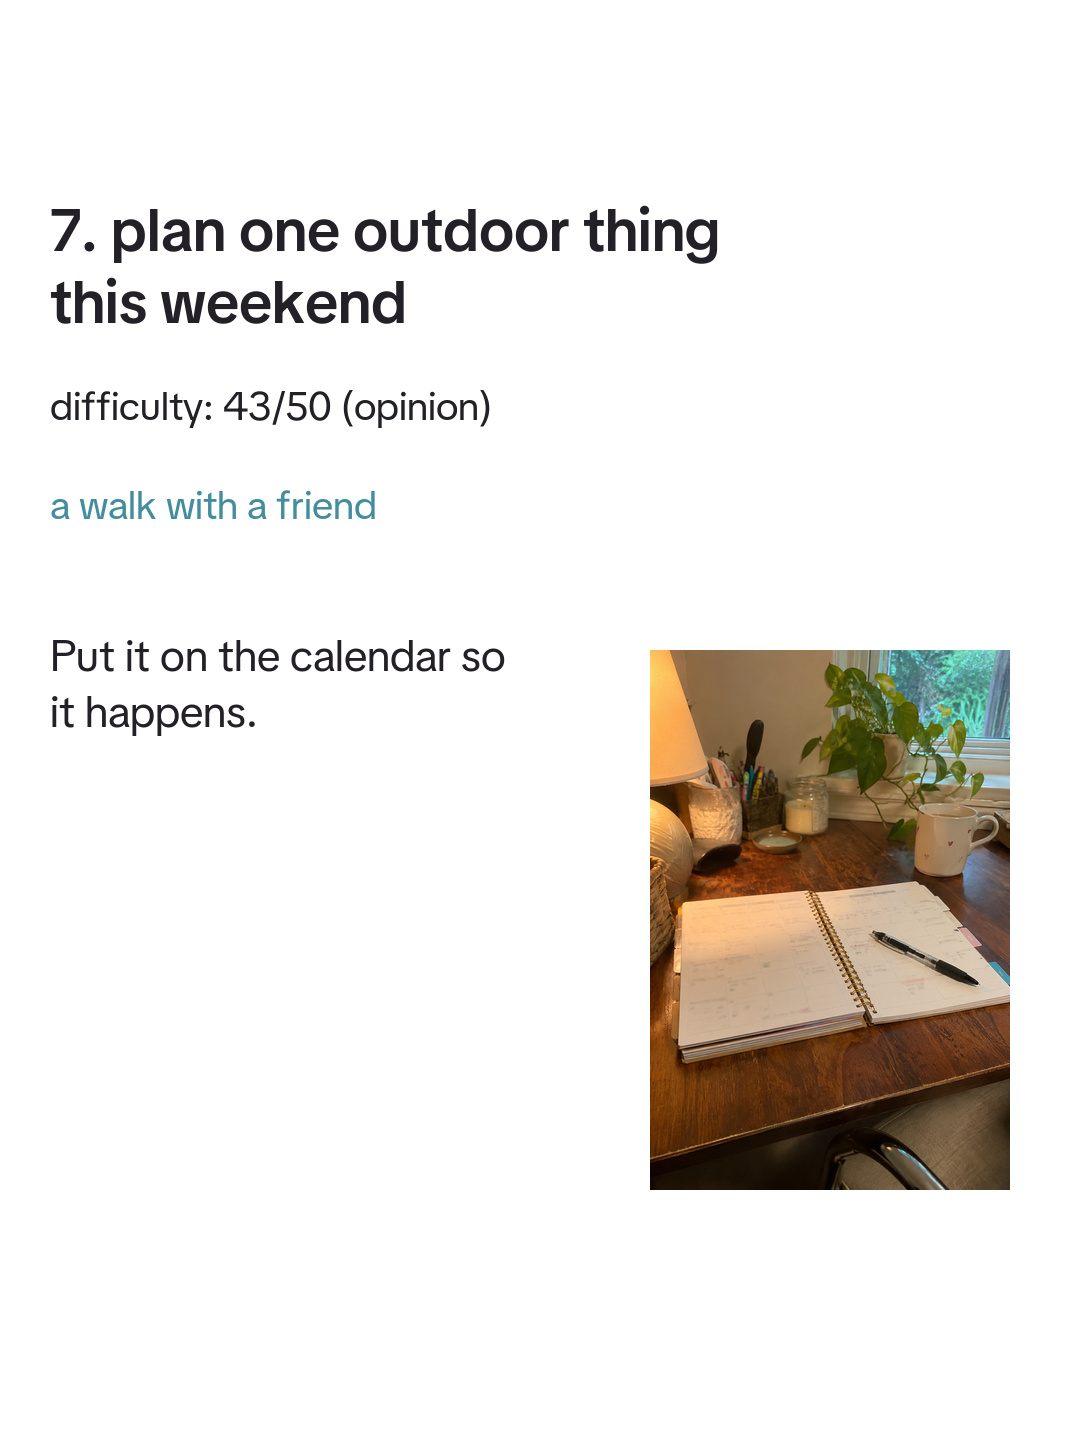 7. plan one outdoor thing
this weekend
difficulty: 43/50 (opinion)
a walk with a friend
Put it on the calendar so
it happens.